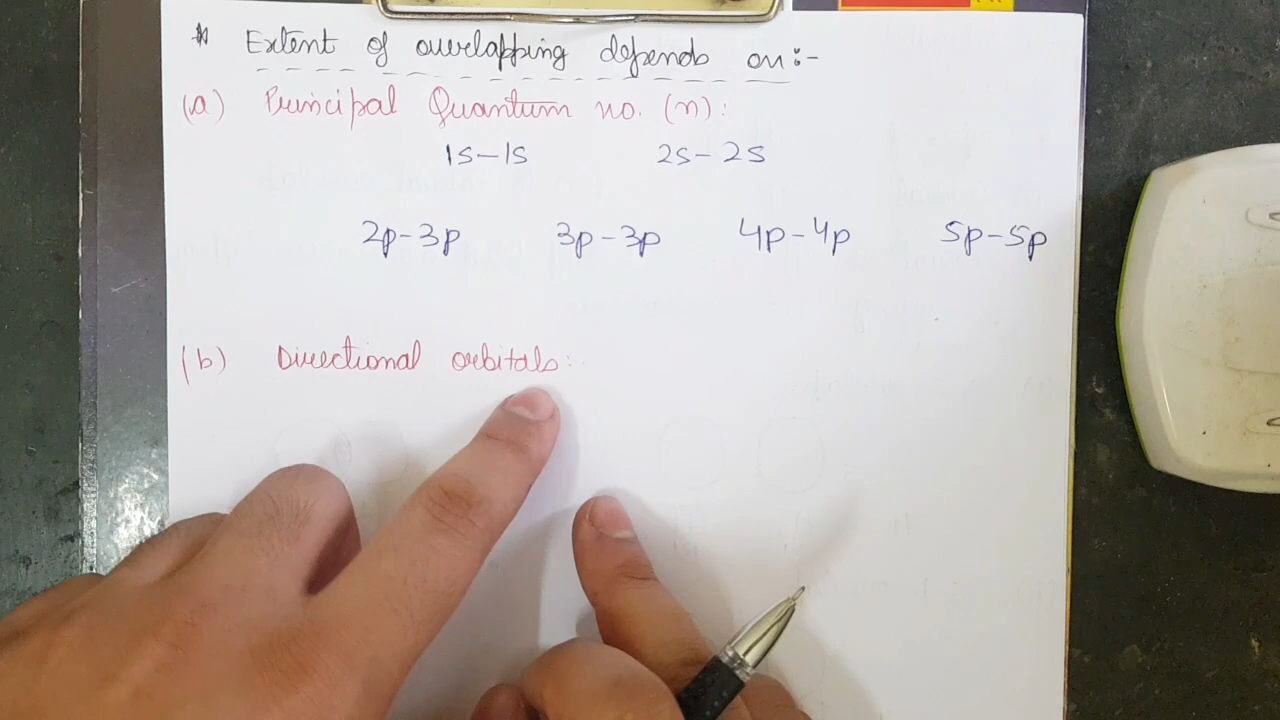 * Extent of overlapping depends on:-
(a) Principal Quantum no. (n):
1s-1s 2s-2s
2p-3p 3p-3p 4p-4p 5p-5p
(b) Directional orbitals: